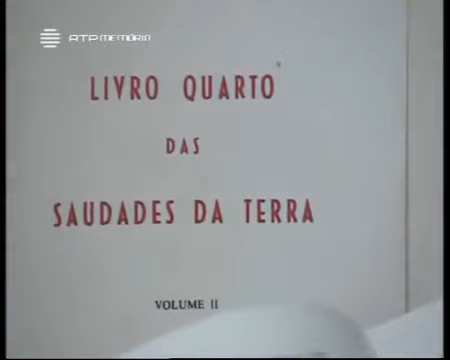 RTP MEMÓRIA
LIVRO QUARTO
DAS
SAUDADES DA TERRA
VOLUME II